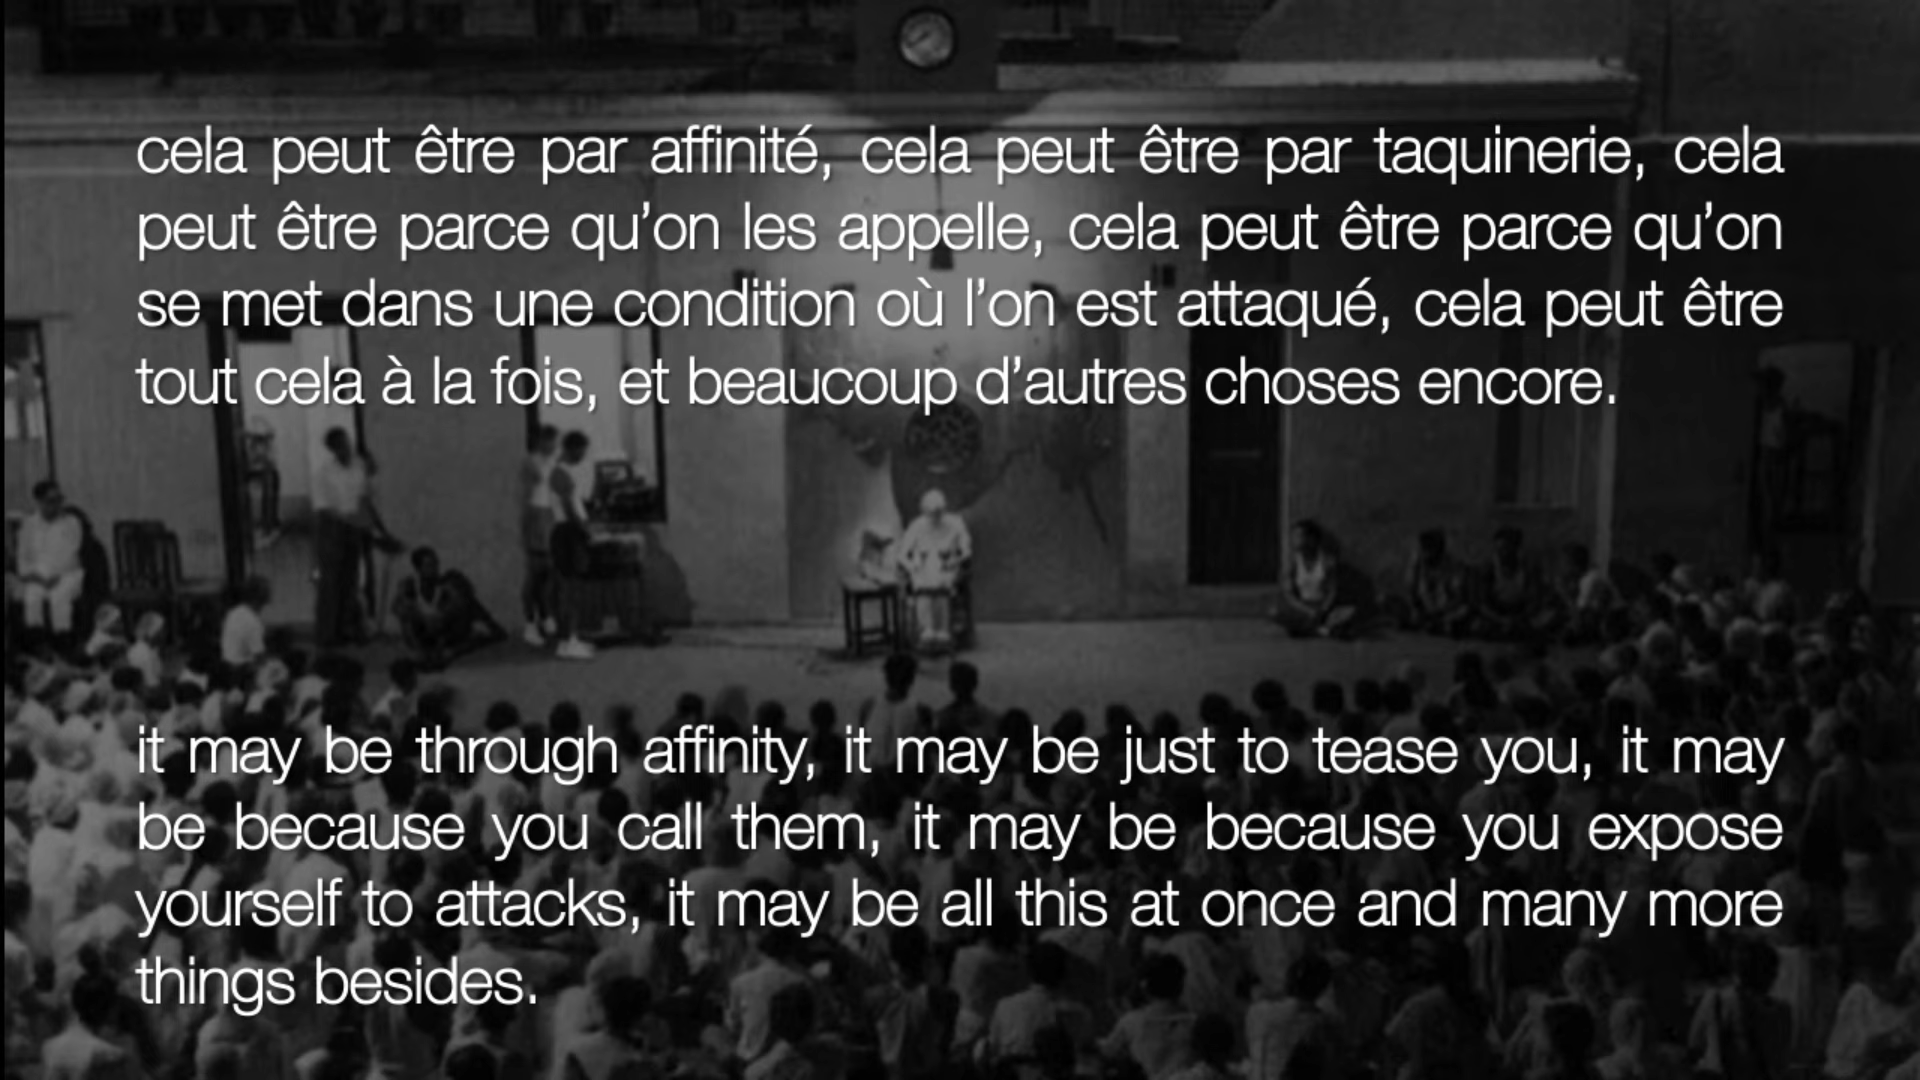 cela peut être par affinité, cela peut être par taquinerie, cela
peut être parce qu’on les appelle, cela peut être parce qu’on
se met dans une condition où l’on est attaqué, cela peut être
tout cela à la fois, et beaucoup d’autres choses encore.
it may be through affinity, it may be just to tease you, it may
be because you call them, it may be because you expose
yourself to attacks, it may be all this at once and many more
things besides.